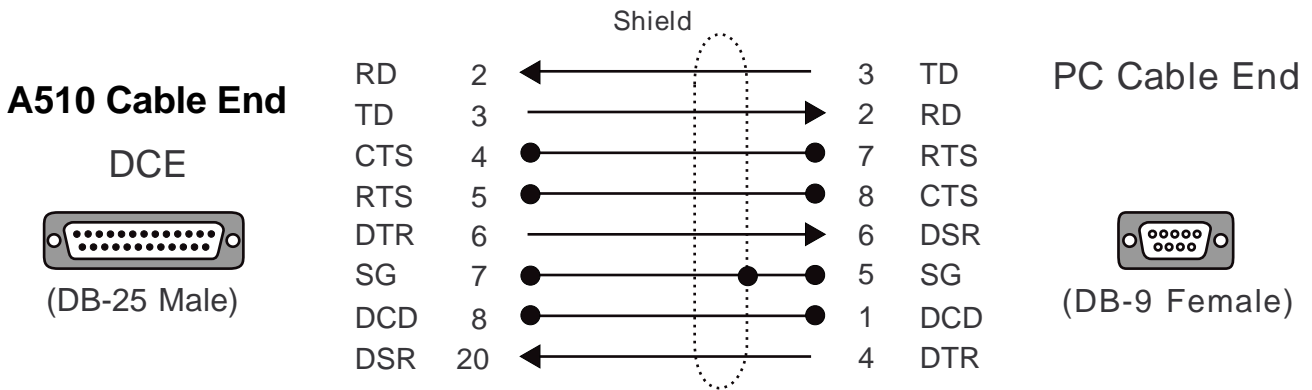 Shield
A510 Cable End
DCE
(DB-25 Male)
RD 2 3 TD
TD 3 2 RD
CTS 4 7 RTS
RTS 5 8 CTS
DTR 6 6 DSR
SG 7 5 SG
DCD 8 1 DCD
DSR 20 4 DTR
PC Cable End
(DB-9 Female)